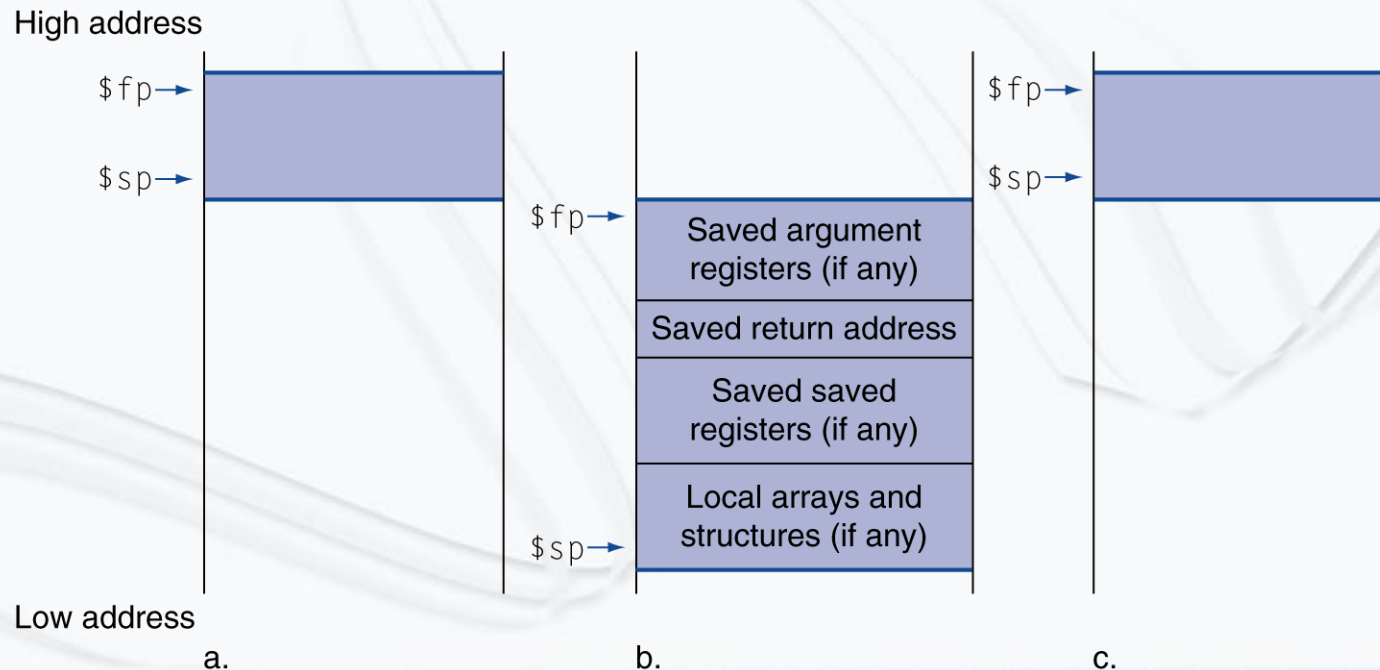 High address
$fp
$sp
$fp
Saved argument
registers (if any)
Saved return address
Saved saved
registers (if any)
Local arrays and
structures (if any)
$sp
$fp
$sp
Low address
a.
b.
c.